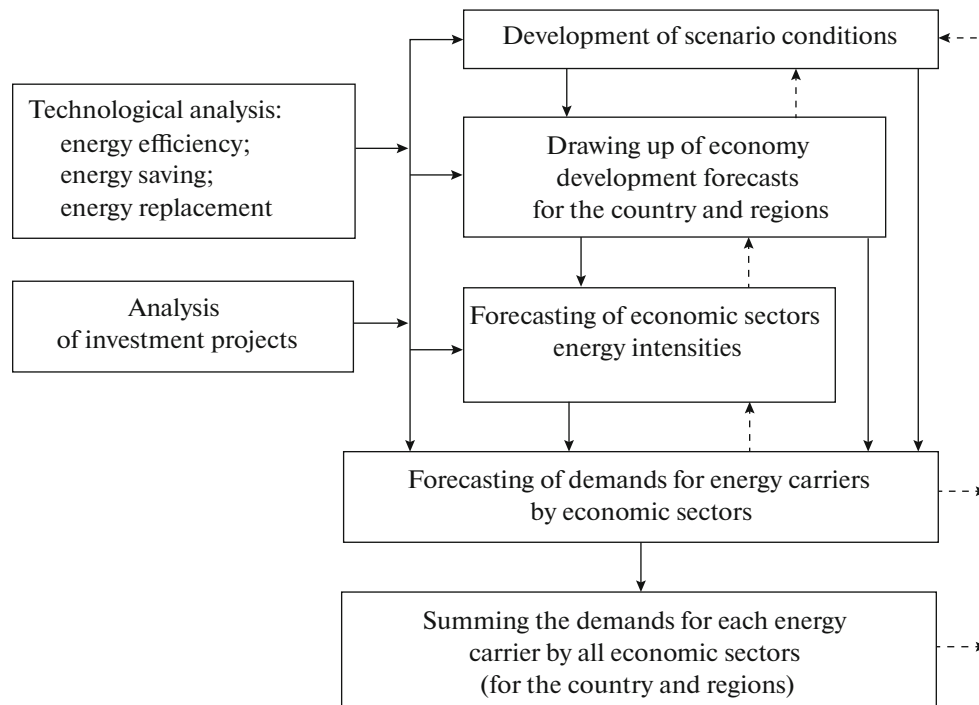 Development of scenario conditions
Technological analysis:
energy efficiency;
energy saving;
energy replacement
Drawing up of economy
development forecasts
for the country and regions
Analysis
of investment projects
Forecasting of economic sectors
energy intensities
Forecasting of demands for energy carriers
by economic sectors
Summing the demands for each energy
carrier by all economic sectors
(for the country and regions)